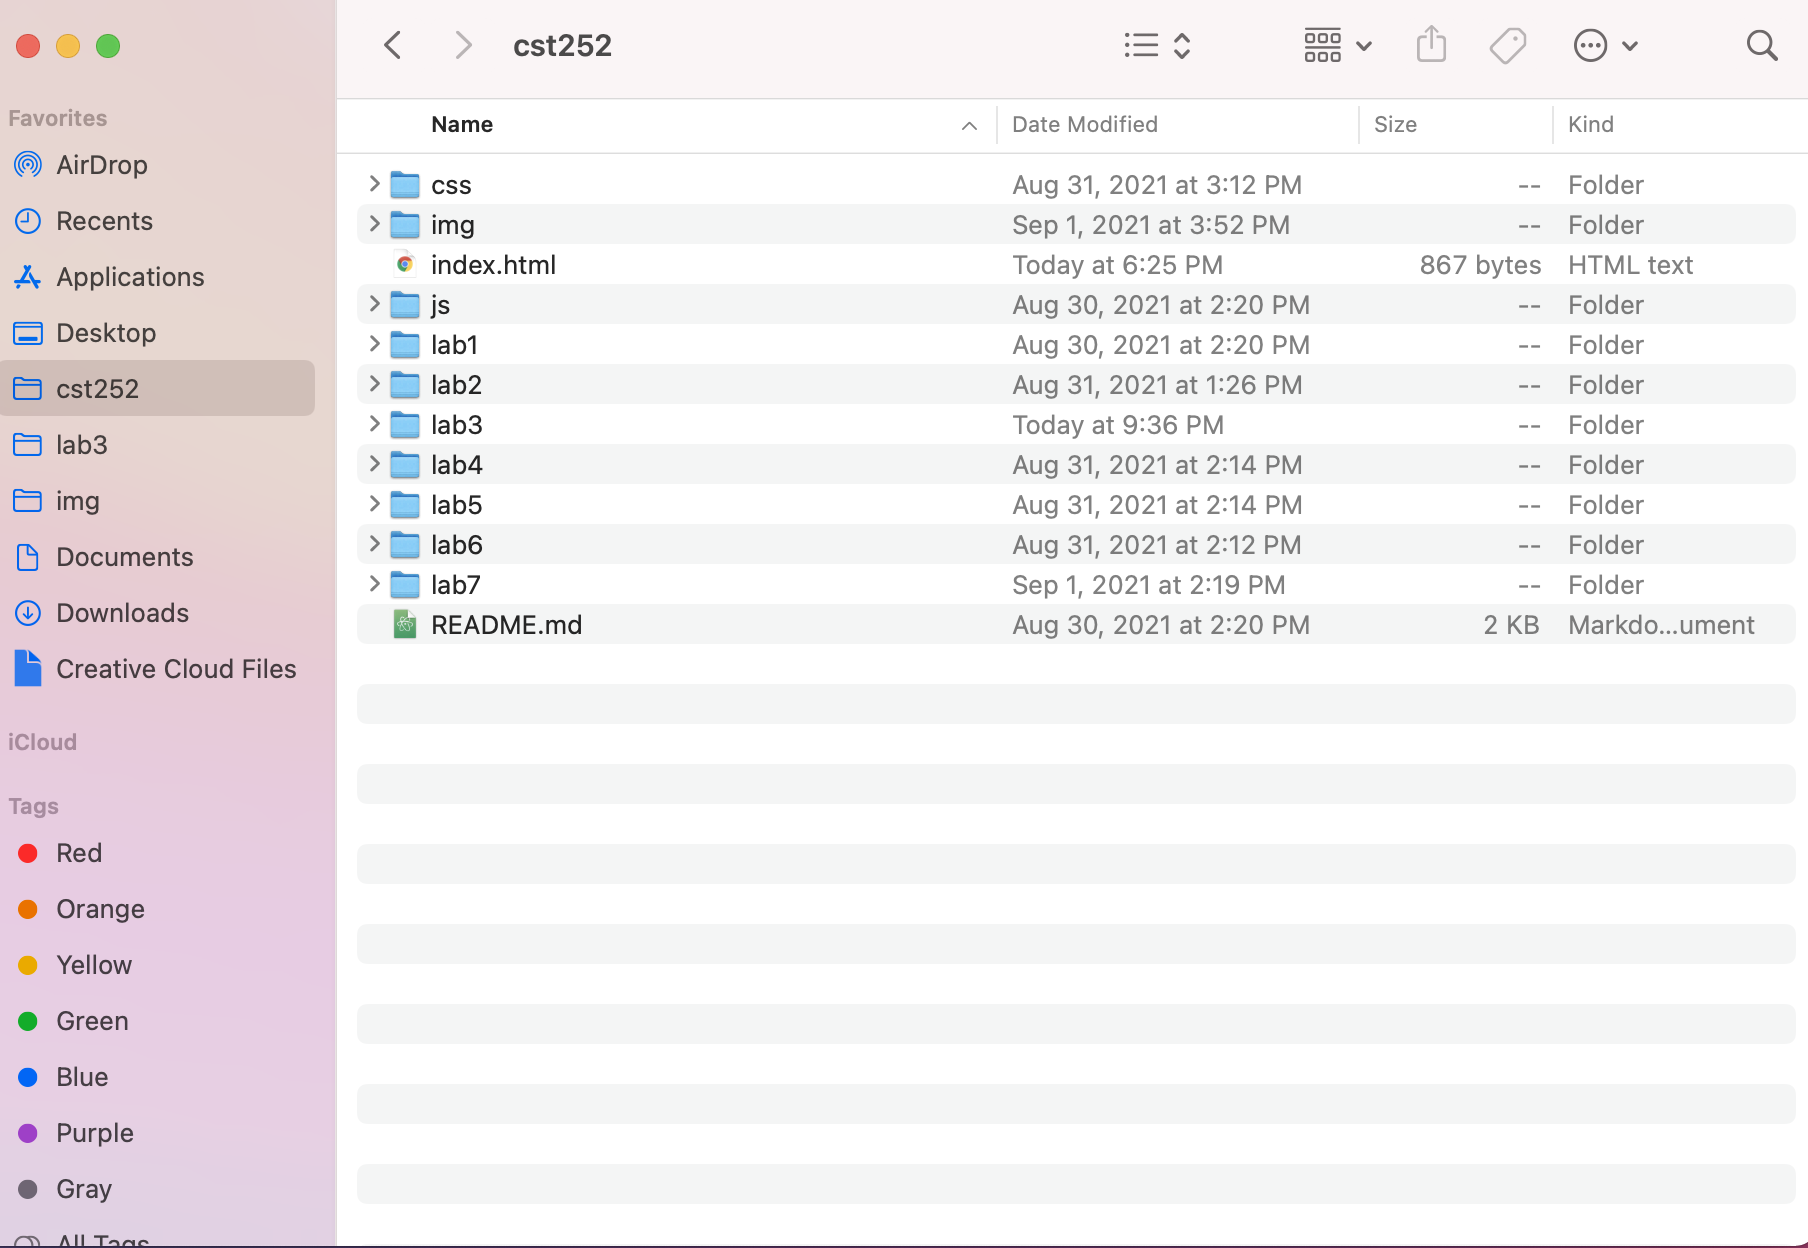 cst252
Favorites
AirDrop
Recents
Applications
Desktop
cst252
lab3
img
Documents
Downloads
Creative Cloud Files
iCloud
Tags
Red
Orange
Yellow
Green
Blue
Purple
Gray
All Tags
Name Date Modified Size Kind
css Aug 31, 2021 at 3:12 PM -- Folder
img Sep 1, 2021 at 3:52 PM -- Folder
index.html Today at 6:25 PM 867 bytes HTML text
js Aug 30, 2021 at 2:20 PM -- Folder
lab1 Aug 30, 2021 at 2:20 PM -- Folder
lab2 Aug 31, 2021 at 1:26 PM -- Folder
lab3 Today at 9:36 PM -- Folder
lab4 Aug 31, 2021 at 2:14 PM -- Folder
lab5 Aug 31, 2021 at 2:14 PM -- Folder
lab6 Aug 31, 2021 at 2:12 PM -- Folder
lab7 Sep 1, 2021 at 2:19 PM -- Folder
README.md Aug 30, 2021 at 2:20 PM 2 KB Markdo...ument